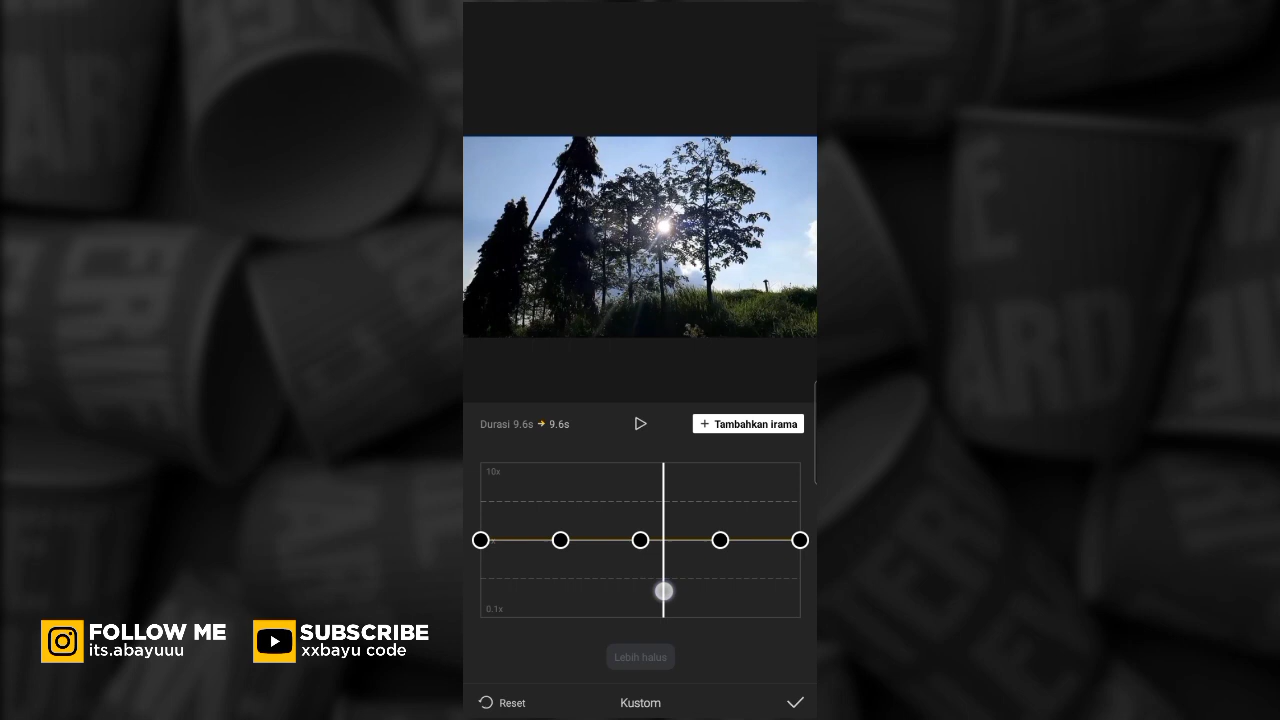 Durasi 9.6s ➔ 9.6s
+ Tambahkan irama
10x
0.1x
Lebih halus
Reset
Kustom
FOLLOW ME
its.abayuuu
SUBSCRIBE
xxbayu code